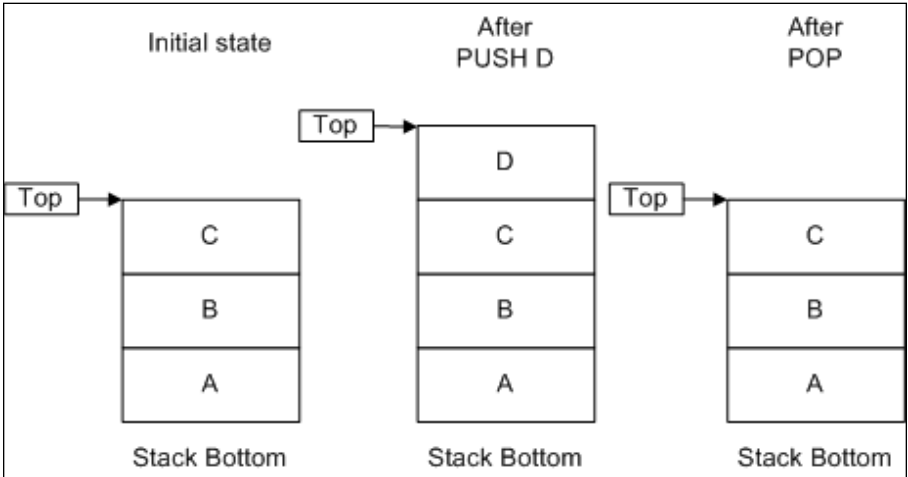 Initial state
Top
C
B
A
Stack Bottom
After
PUSH D
Top
D
C
B
A
Stack Bottom
After
POP
Top
C
B
A
Stack Bottom